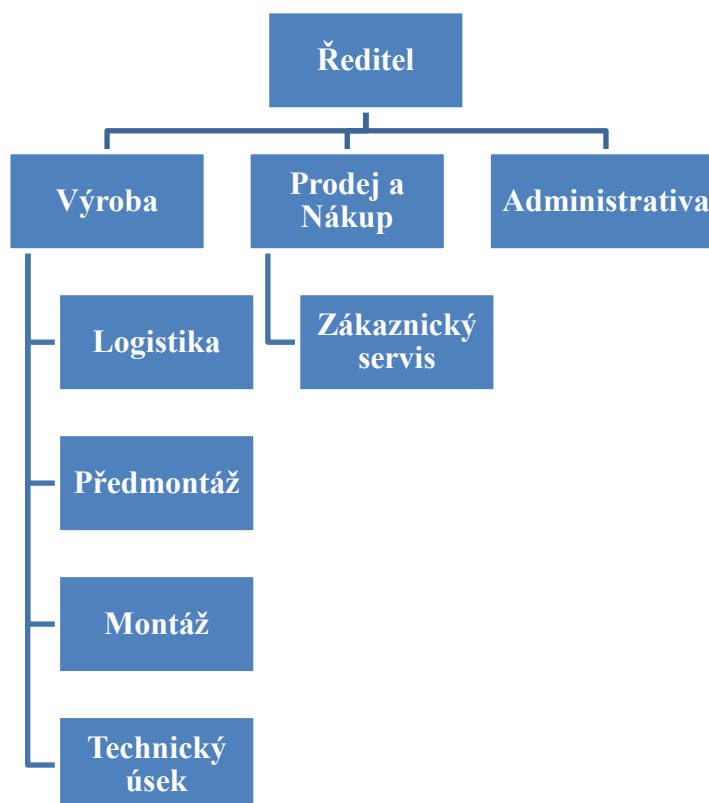 Ředitel
Výroba
Prodej a
Nákup
Administrativa
Logistika
Zákaznický
servis
Předmontáž
Montáž
Technický
úsek